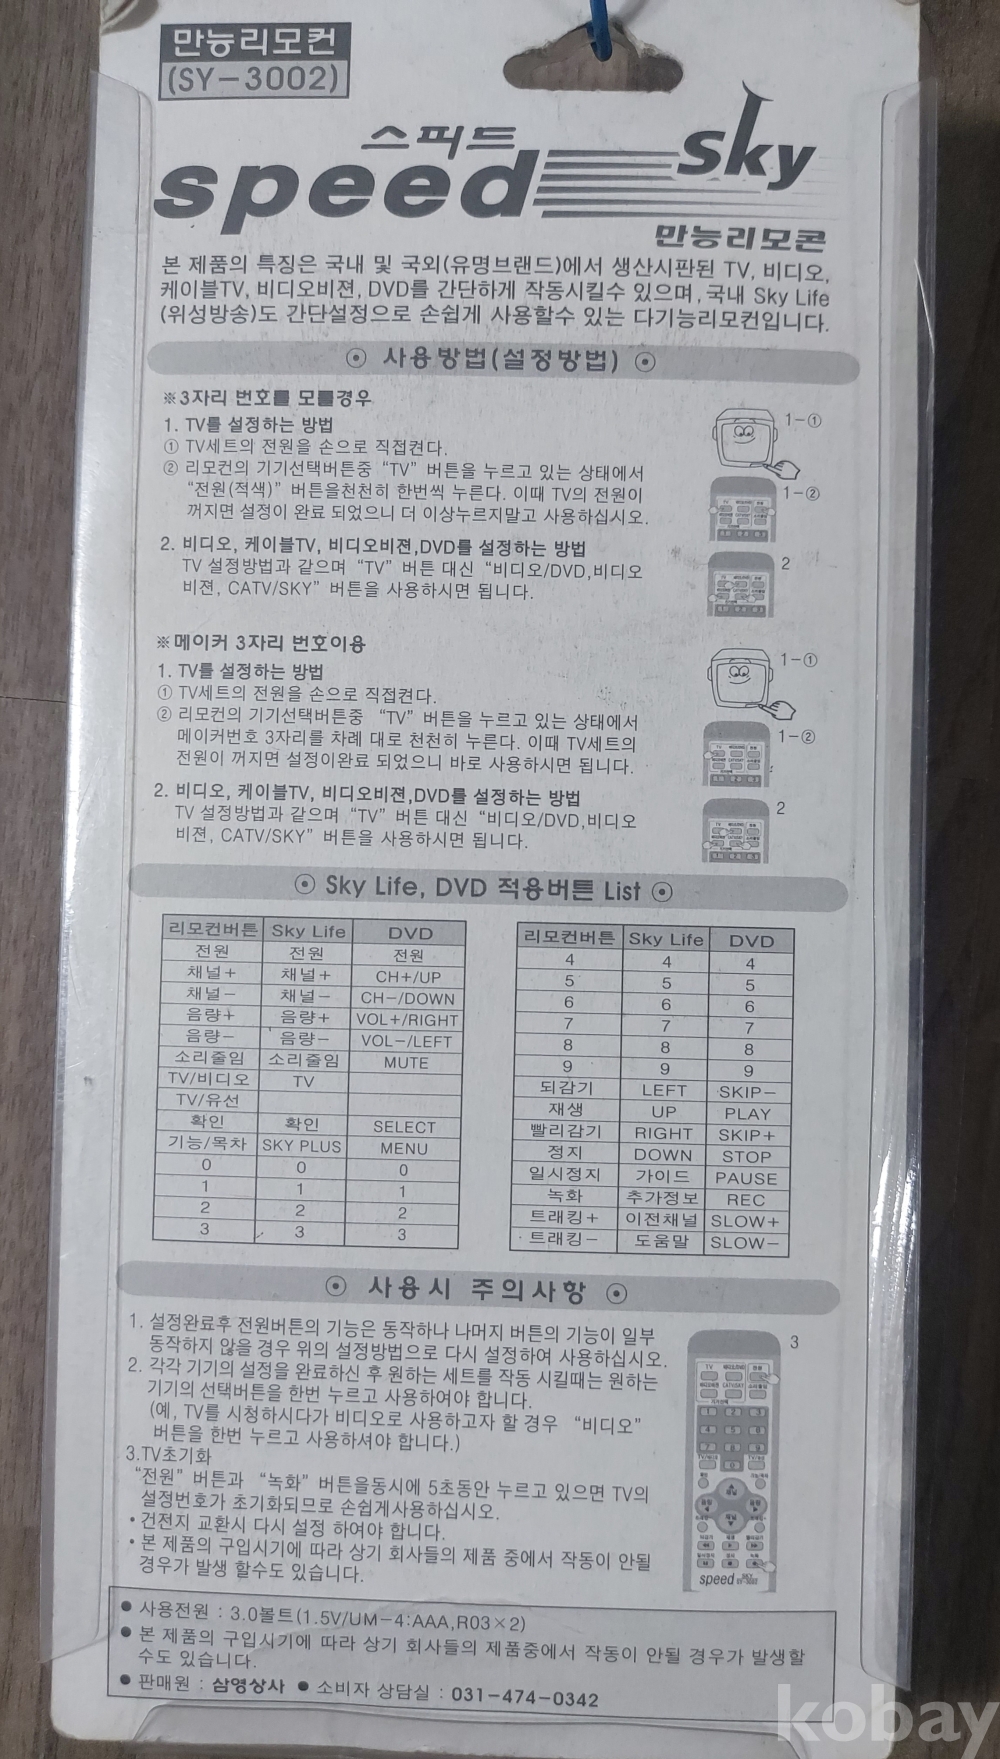 만능리모컨
(SY-3002)
스피드
speed sky
만능리모콘
본 제품의 특징은 국내 및 국외(유명브랜드)에서 생산시판된 TV, 비디오,
케이블TV, 비디오비젼, DVD를 간단하게 작동시킬수 있으며, 국내 Sky Life
(위성방송)도 간단설정으로 손쉽게 사용할수 있는 다기능리모컨입니다.
⊙ 사용방법(설정방법) ⊙
※3자리 번호를 모를경우
1. TV를 설정하는 방법
① TV세트의 전원을 손으로 직접켠다.
② 리모컨의 기기선택버튼중 “TV” 버튼을 누르고 있는 상태에서
“전원(적색)” 버튼을천천히 한번씩 누른다. 이때 TV의 전원이
꺼지면 설정이 완료 되었으니 더 이상누르지말고 사용하십시오.
1-①
1-②
2. 비디오, 케이블TV, 비디오비젼,DVD를 설정하는 방법
TV 설정방법과 같으며 “TV” 버튼 대신 “비디오/DVD,비디오
비젼, CATV/SKY” 버튼을 사용하시면 됩니다.
2
※메이커 3자리 번호이용
1. TV를 설정하는 방법
① TV세트의 전원을 손으로 직접켠다.
② 리모컨의 기기선택버튼중 “TV” 버튼을 누르고 있는 상태에서
메이커번호 3자리를 차례 대로 천천히 누른다. 이때 TV세트의
전원이 꺼지면 설정이완료 되었으니 바로 사용하시면 됩니다.
1-①
1-②
2. 비디오, 케이블TV, 비디오비젼,DVD를 설정하는 방법
TV 설정방법과 같으며 “TV” 버튼 대신 “비디오/DVD,비디오
비젼, CATV/SKY” 버튼을 사용하시면 됩니다.
2
⊙ Sky Life, DVD 적용버튼 List ⊙
리모컨버튼 Sky Life DVD
전원 전원 전원
채널+ 채널+ CH+/UP
채널- 채널- CH-/DOWN
음량+ 음량+ VOL+/RIGHT
음량- 음량- VOL-/LEFT
소리줄임 소리줄임 MUTE
TV/비디오 TV
TV/유선
확인 확인 SELECT
기능/목차 SKY PLUS MENU
0 0 0
1 1 1
2 2 2
3 3 3
리모컨버튼 Sky Life DVD
4 4 4
5 5 5
6 6 6
7 7 7
8 8 8
9 9 9
되감기 LEFT SKIP-
재생 UP PLAY
빨리감기 RIGHT SKIP+
정지 DOWN STOP
일시정지 가이드 PAUSE
녹화 추가정보 REC
트래킹+ 이전채널 SLOW+
트래킹- 도움말 SLOW-
⊙ 사용시 주의사항 ⊙
1. 설정완료후 전원버튼의 기능은 동작하나 나머지 버튼의 기능이 일부
동작하지 않을 경우 위의 설정방법으로 다시 설정하여 사용하십시오.
2. 각각 기기의 설정을 완료하신 후 원하는 세트를 작동 시킬때는 원하는
기기의 선택버튼을 한번 누르고 사용하여야 합니다.
(예, TV를 시청하시다가 비디오로 사용하고자 할 경우 “비디오”
버튼을 한번 누르고 사용하셔야 합니다.)
3.TV초기화
“전원” 버튼과 “녹화” 버튼을동시에 5초동안 누르고 있으면 TV의
설정번호가 초기화되므로 손쉽게사용하십시오.
•건전지 교환시 다시 설정 하여야 합니다.
•본 제품의 구입시기에 따라 상기 회사들의 제품 중에서 작동이 안될
경우가 발생 할수도 있습니다.
3
speed
● 사용전원 : 3.0볼트(1.5V/UM-4:AAA,R03×2)
● 본 제품의 구입시기에 따라 상기 회사들의 제품중에서 작동이 안될 경우가 발생할
수도 있습니다.
● 판매원 : 삼영상사 ● 소비자 상담실 : 031-474-0342
kobay